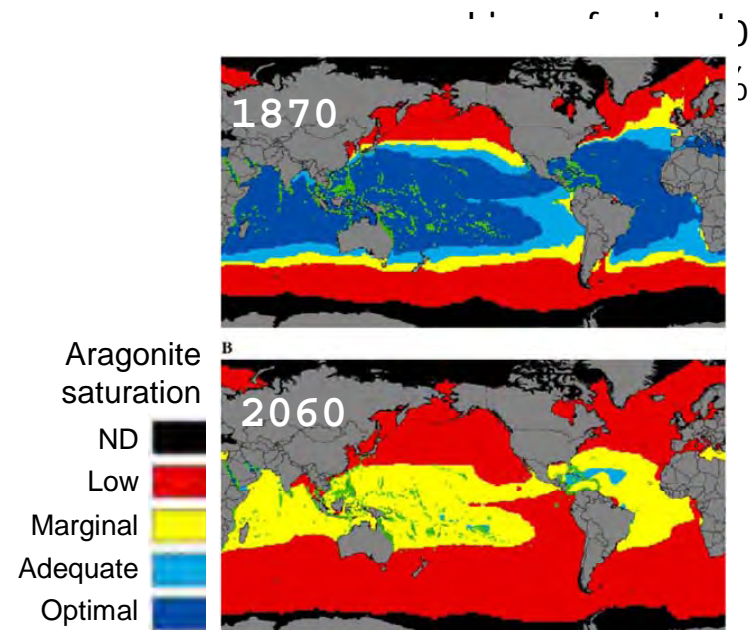 1870
B
2060
Aragonite
saturation
ND
Low
Marginal
Adequate
Optimal